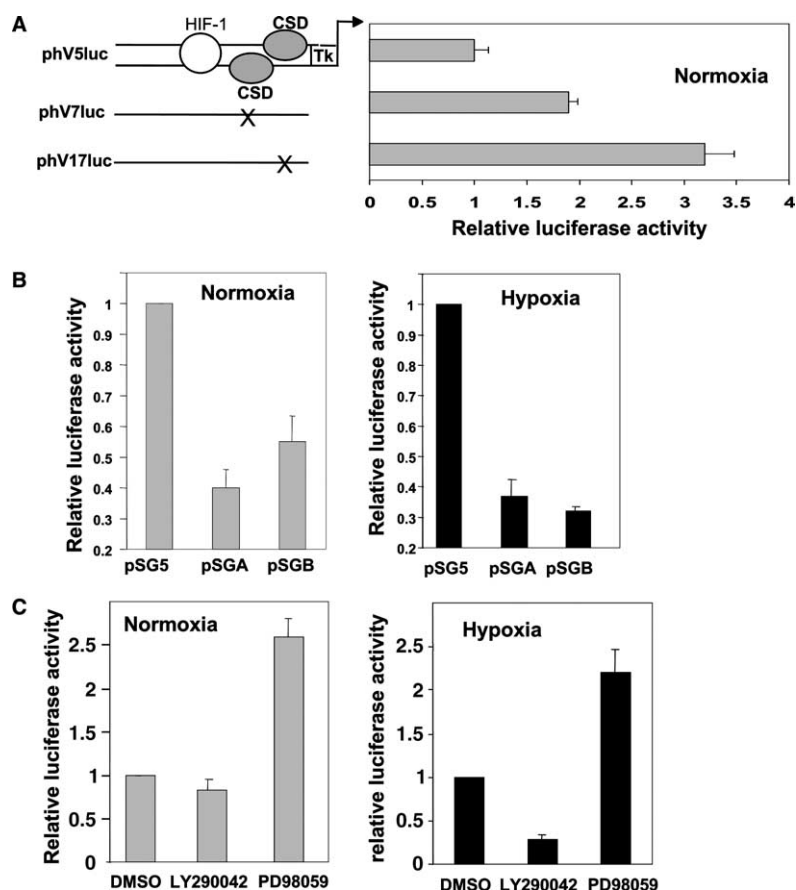 A
HIF-1
CSD
phV5luc
Tk
CSD
phV7luc
X
phV17luc
X
Normoxia
0 0.5 1 1.5 2 2.5 3 3.5 4
Relative luciferase activity
B
Normoxia
Relative luciferase activity
1
0.9
0.8
0.7
0.6
0.5
0.4
0.3
0.2
pSG5 pSGA pSGB
Hypoxia
Relative luciferase activity
1
0.9
0.8
0.7
0.6
0.5
0.4
0.3
0.2
pSG5 pSGA pSGB
C
Normoxia
Relative luciferase activity
2.5
2
1.5
1
0.5
0
DMSO LY290042 PD98059
Hypoxia
relative luciferase activity
2.5
2
1.5
1
0.5
0
DMSO LY290042 PD98059